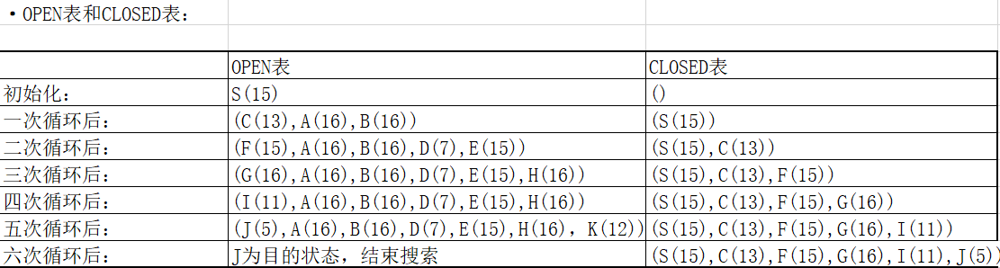 ·OPEN表和CLOSED表：
OPEN表 CLOSED表
初始化： S(15) ()
一次循环后： (C(13),A(16),B(16)) (S(15))
二次循环后： (F(15),A(16),B(16),D(7),E(15)) (S(15),C(13))
三次循环后： (G(16),A(16),B(16),D(7),E(15),H(16)) (S(15),C(13),F(15))
四次循环后： (I(11),A(16),B(16),D(7),E(15),H(16)) (S(15),C(13),F(15),G(16))
五次循环后： (J(5),A(16),B(16),D(7),E(15),H(16)，K(12)) (S(15),C(13),F(15),G(16),I(11))
六次循环后： J为目的状态，结束搜索 (S(15),C(13),F(15),G(16),I(11),J(5))